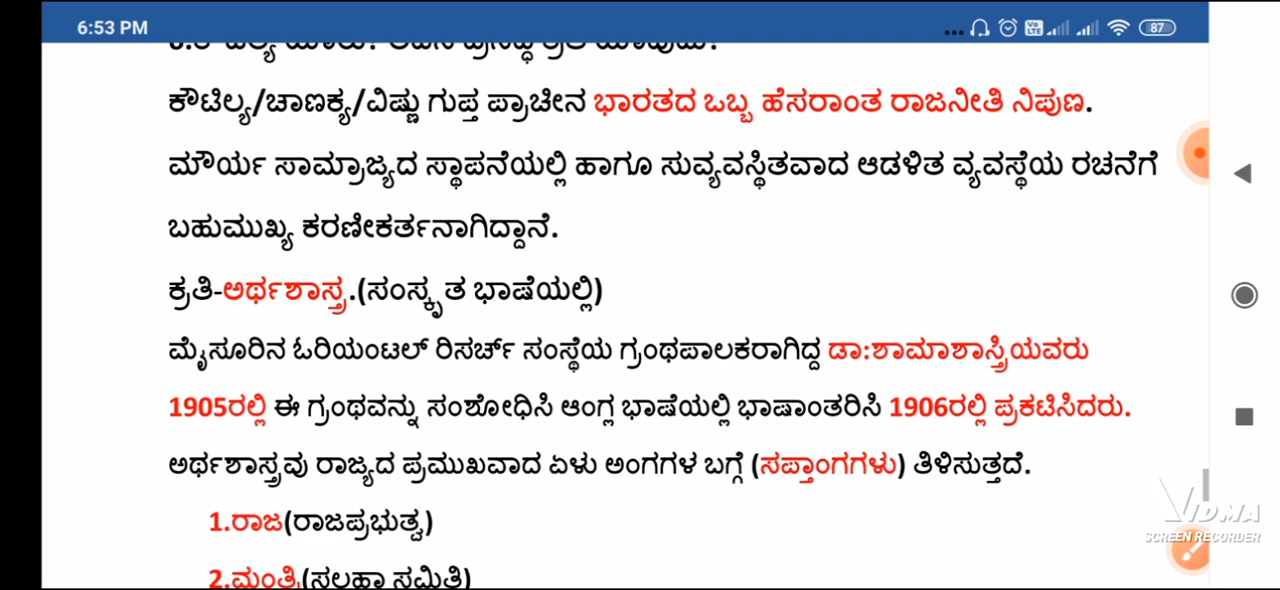 6:53 PM
87
ಕೌಟಿಲ್ಯ/ಚಾಣಕ್ಯ/ವಿಷ್ಣು ಗುಪ್ತ ಪ್ರಾಚೀನ ಭಾರತದ ಒಬ್ಬ ಹೆಸರಾಂತ ರಾಜನೀತಿ ನಿಪುಣ.
ಮೌರ್ಯ ಸಾಮ್ರಾಜ್ಯದ ಸ್ಥಾಪನೆಯಲ್ಲಿ ಹಾಗೂ ಸುವ್ಯವಸ್ಥಿತವಾದ ಆಡಳಿತ ವ್ಯವಸ್ಥೆಯ ರಚನೆಗೆ
ಬಹುಮುಖ್ಯ ಕರಣೀಕರ್ತನಾಗಿದ್ದಾನೆ.
ಕ್ರತಿ-ಅರ್ಥಶಾಸ್ತ್ರ.(ಸಂಸ್ಕೃತ ಭಾಷೆಯಲ್ಲಿ)
ಮೈಸೂರಿನ ಓರಿಯಂಟಲ್ ರಿಸರ್ಚ್ ಸಂಸ್ಥೆಯ ಗ್ರಂಥಪಾಲಕರಾಗಿದ್ದ ಡಾ:ಶಾಮಾಶಾಸ್ತ್ರಿಯವರು
1905ರಲ್ಲಿ ಈ ಗ್ರಂಥವನ್ನು ಸಂಶೋಧಿಸಿ ಆಂಗ್ಲ ಭಾಷೆಯಲ್ಲಿ ಭಾಷಾಂತರಿಸಿ 1906ರಲ್ಲಿ ಪ್ರಕಟಿಸಿದರು.
ಅರ್ಥಶಾಸ್ತ್ರವು ರಾಜ್ಯದ ಪ್ರಮುಖವಾದ ಏಳು ಅಂಗಗಳ ಬಗ್ಗೆ (ಸಪ್ತಾಂಗಗಳು) ತಿಳಿಸುತ್ತದೆ.
1.ರಾಜ(ರಾಜಪ್ರಭುತ್ವ)
2.ಮಂತ್ರಿ(ಸಲಹಾ ಸಮಿತಿ)
VIDMA
SCREEN RECORDER